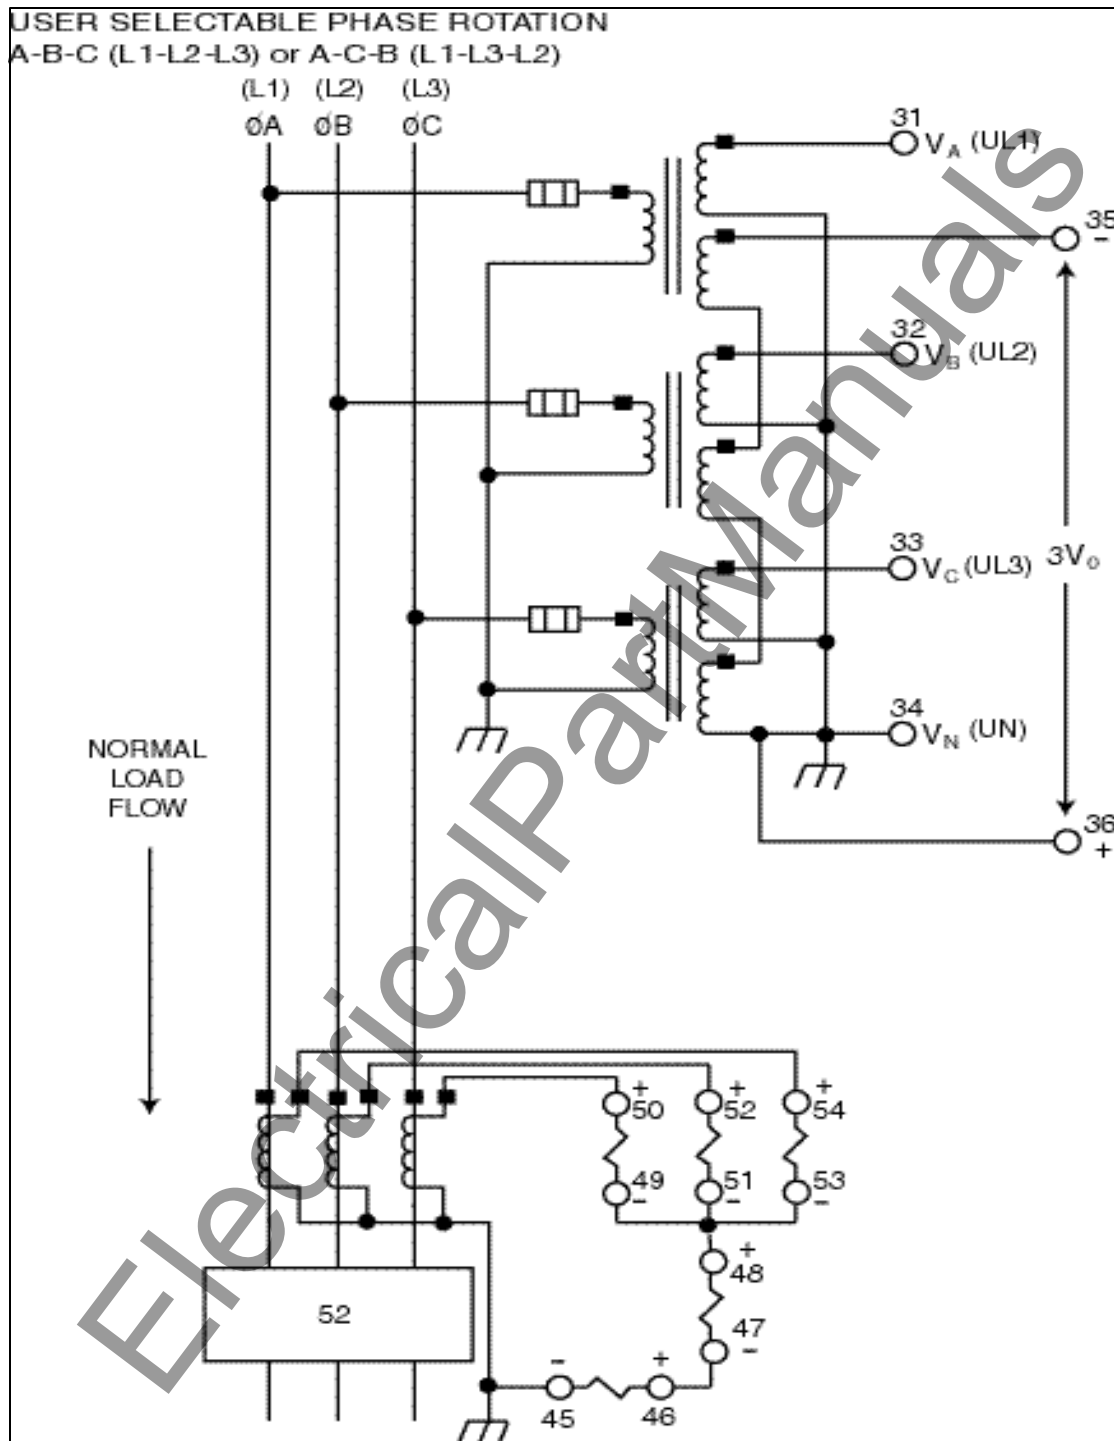 USER SELECTABLE PHASE ROTATION
A-B-C (L1-L2-L3) or A-C-B (L1-L3-L2)
(L1) (L2) (L3)
ØA ØB ØC
31
VA (UL1)
35
-
32
VB (UL2)
33
VC (UL3)
3V0
34
VN (UN)
36
+
NORMAL
LOAD
FLOW
+ + +
50 52 54
49 51 53
- - -
+
48
52
47
-
- +
45 46
ElectricalPartManuals